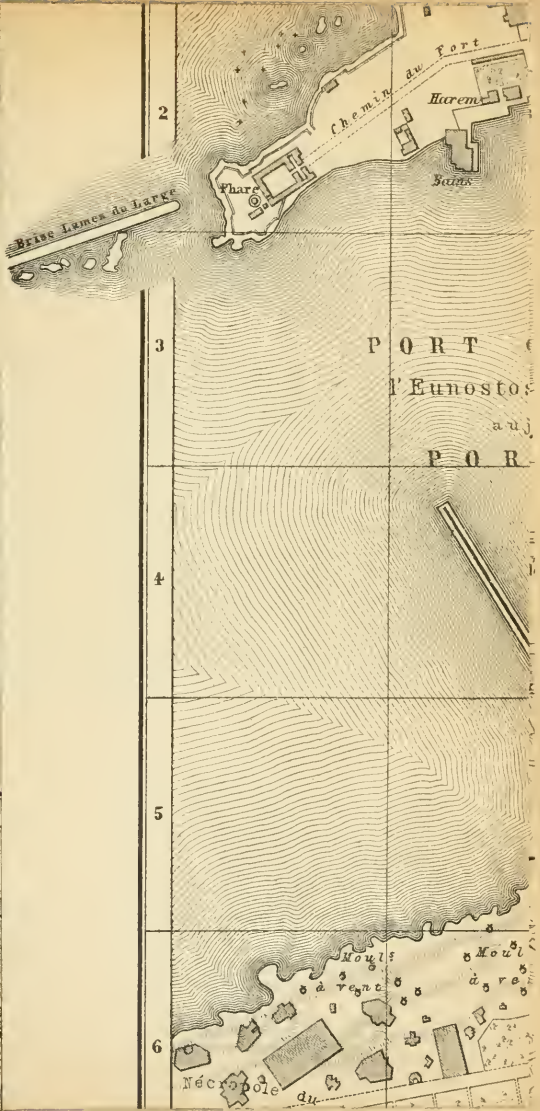 Chemin du Fort
2
Harem
Phare
Bains
Brise Lames du Large
3
PORT
l'Eunostos
auj
POR
4
5
Moul.s
Moul
à vent
à ve
6
Nécropole
du